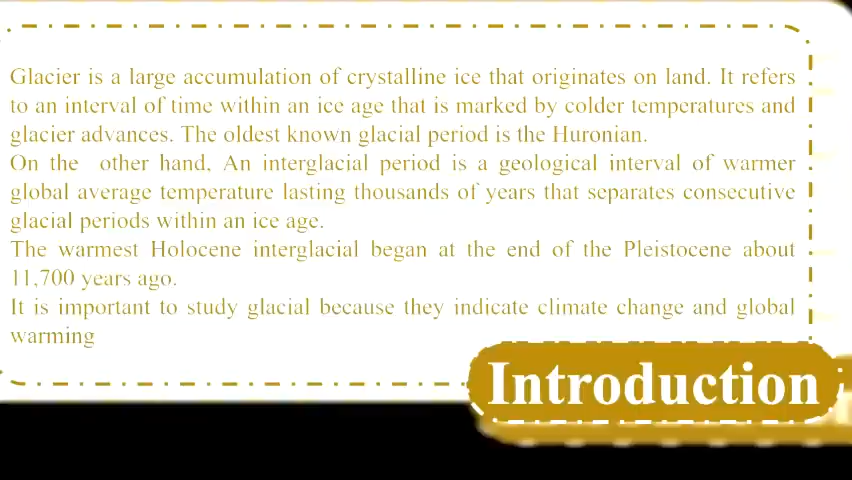 Glacier is a large accumulation of crystalline ice that originates on land. It refers
to an interval of time within an ice age that is marked by colder temperatures and
glacier advances. The oldest known glacial period is the Huronian.
On the other hand, An interglacial period is a geological interval of warmer
global average temperature lasting thousands of years that separates consecutive
glacial periods within an ice age.
The warmest Holocene interglacial began at the end of the Pleistocene about
11,700 years ago.
It is important to study glacial because they indicate climate change and global
warming
Introduction